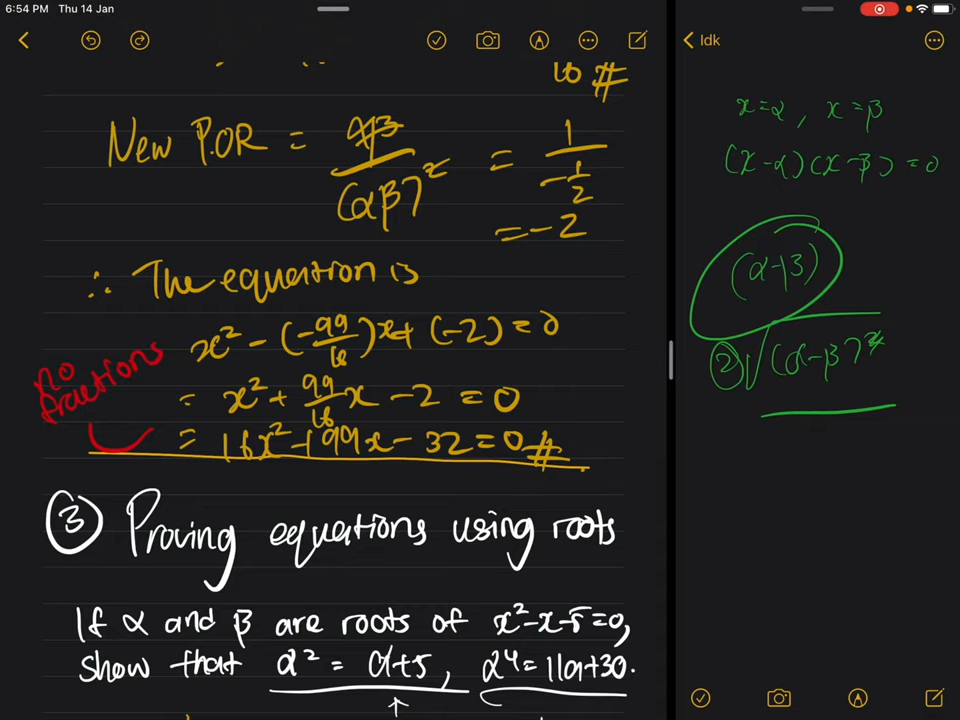 6:54 PM Thu 14 Jan
Idk
16 #
New P.OR = αβ / (αβ)² = 1 / -1/2
= -2
∴ The equation is
x² - (-99/16)x + (-2) = 0
= x² + 99/16 x - 2 = 0
= 16x² + 99x - 32 = 0 #
no fractions
③ Proving equations using roots
If α and β are roots of x²-x-5=0,
show that α² = α+5, α⁴ = 11α+30.
x=α, x=β
(x-α)(x-β)=0
(α-β)
② √(α-β)²